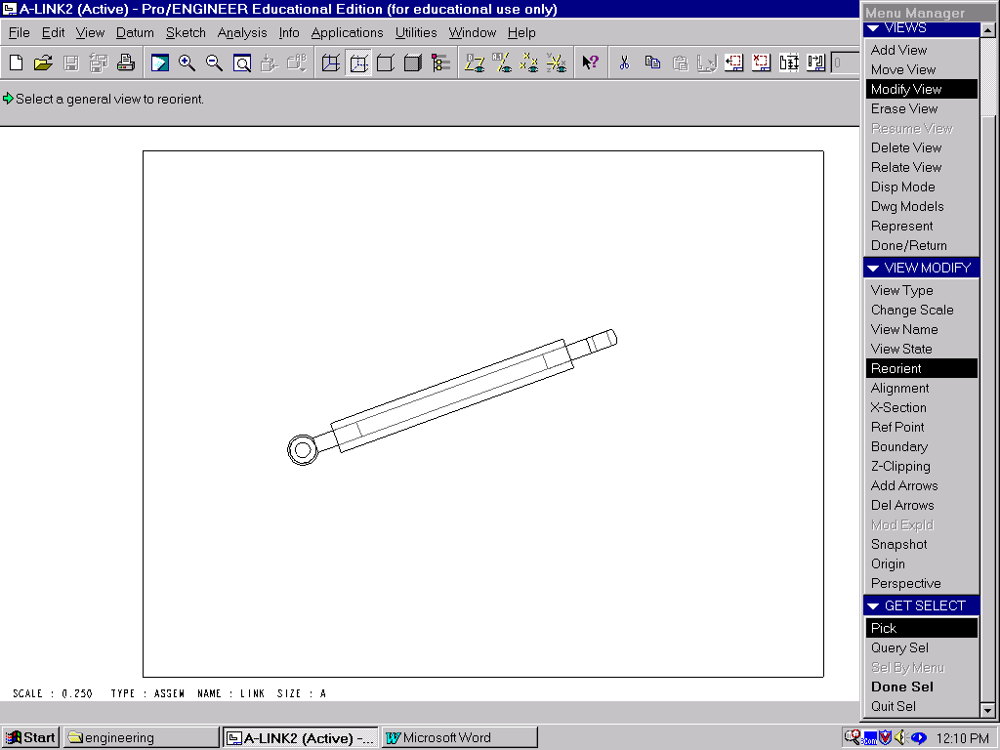 A-LINK2 (Active) - Pro/ENGINEER Educational Edition (for educational use only)
File Edit View Datum Sketch Analysis Info Applications Utilities Window Help
0
Select a general view to reorient.
Menu Manager
VIEWS
Add View
Move View
Modify View
Erase View
Resume View
Delete View
Relate View
Disp Mode
Dwg Models
Represent
Done/Return
VIEW MODIFY
View Type
Change Scale
View Name
View State
Reorient
Alignment
X-Section
Ref Point
Boundary
Z-Clipping
Add Arrows
Del Arrows
Mod Expld
Snapshot
Origin
Perspective
GET SELECT
Pick
Query Sel
Sel By Menu
Done Sel
Quit Sel
SCALE : 0.250 TYPE : ASSEM NAME : LINK SIZE : A
Start engineering A-LINK2 (Active) -... Microsoft Word 12:10 PM